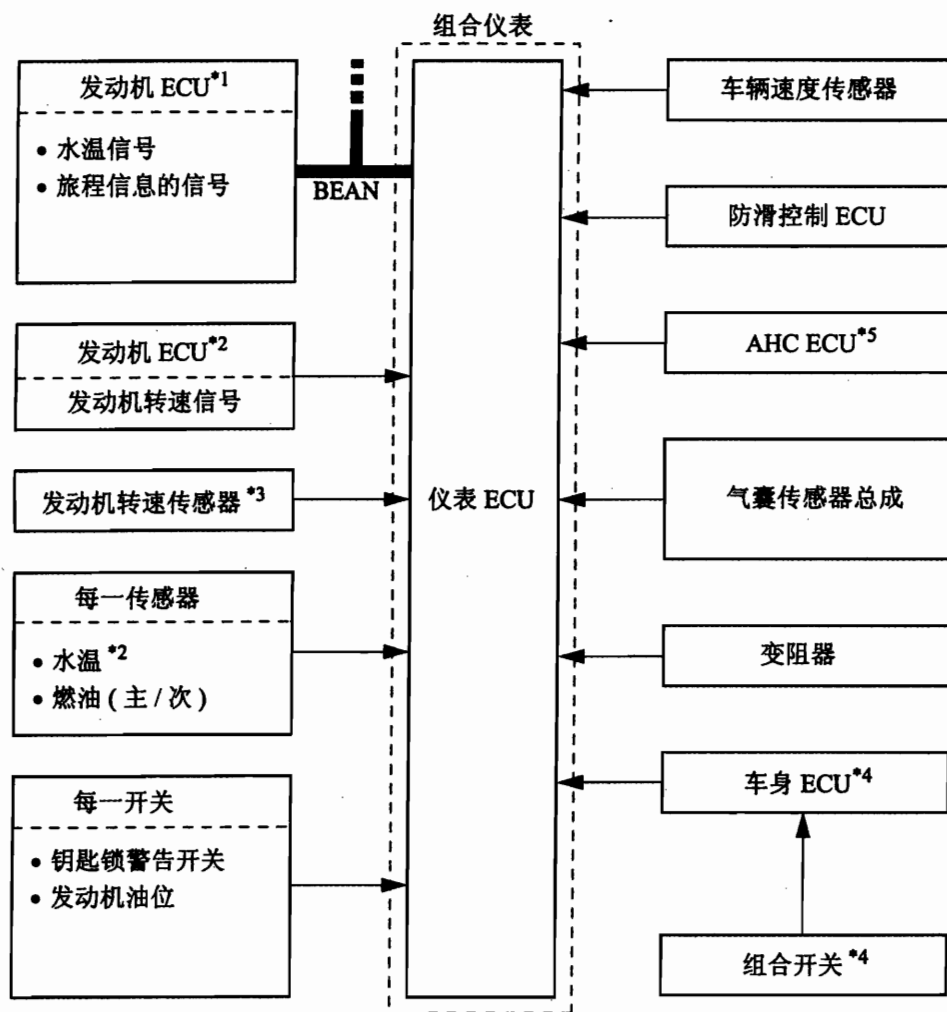 组合仪表
发动机 ECU*1
• 水温信号
• 旅程信息的信号
BEAN
发动机 ECU*2
发动机转速信号
发动机转速传感器 *3
每一传感器
• 水温 *2
• 燃油 ( 主 / 次 )
每一开关
• 钥匙锁警告开关
• 发动机油位
仪表 ECU
车辆速度传感器
防滑控制 ECU
AHC ECU*5
气囊传感器总成
变阻器
车身 ECU*4
组合开关 *4